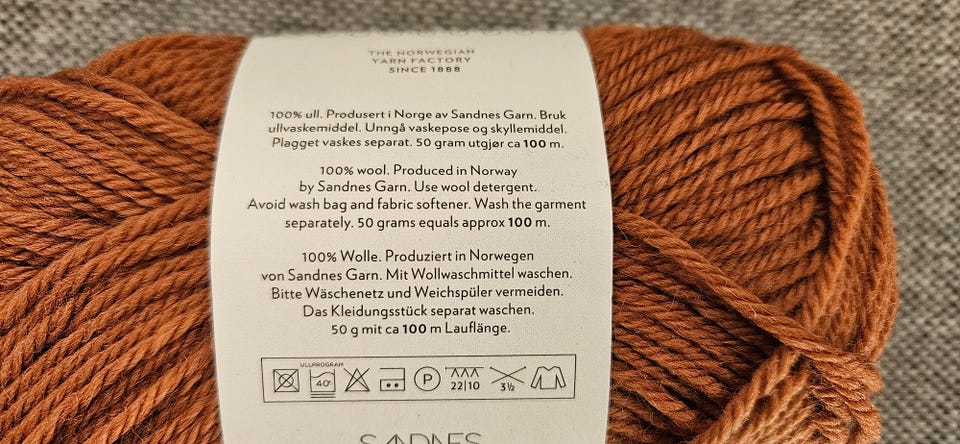 THE NORWEGIAN
YARN FACTORY
SINCE 1888
100% ull. Produsert i Norge av Sandnes Garn. Bruk
ullvaskemiddel. Unngå vaskepose og skyllemiddel.
Plagget vaskes separat. 50 gram utgjør ca 100 m.
100% wool. Produced in Norway
by Sandnes Garn. Use wool detergent.
Avoid wash bag and fabric softener. Wash the garment
separately. 50 grams equals approx 100 m.
100% Wolle. Produziert in Norwegen
von Sandnes Garn. Mit Wollwaschmittel waschen.
Bitte Wäschenetz und Weichspüler vermeiden.
Das Kleidungsstück separat waschen.
50 g mit ca 100 m Lauflänge.
ULLPROGRAM
40° P 22|10 3½
SANDNES